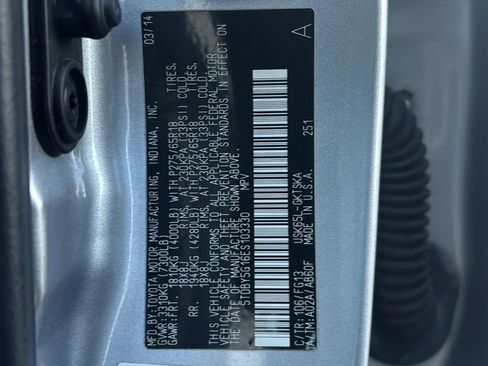 MFD.BY:TOYOTA MOTOR MANUFACTURING, INDIANA, INC. 03/14
GVWR:3310KG (7300LB)
GAWR:FRT. 1810KG (4000LB) WITH P275/65R18 TIRES,
18X8J RIMS, AT 230KPA (33PSI) COLD.
RR. 1940KG (4280LB) WITH P275/65R18 TIRES,
18X8J RIMS, AT 230KPA (33PSI) COLD.
THIS VEHICLE CONFORMS TO ALL APPLICABLE FEDERAL MOTOR
VEHICLE SAFETY AND THEFT PREVENTION STANDARDS IN EFFECT
ON THE DATE OF MANUFACTURE SHOWN ABOVE.
5TDBY5G16ES103330 MPV
A
C/TR: 1D6/FG13 USK65L-GKTSKA
A/TM: A02A/AB60F MADE IN U.S.A. 251